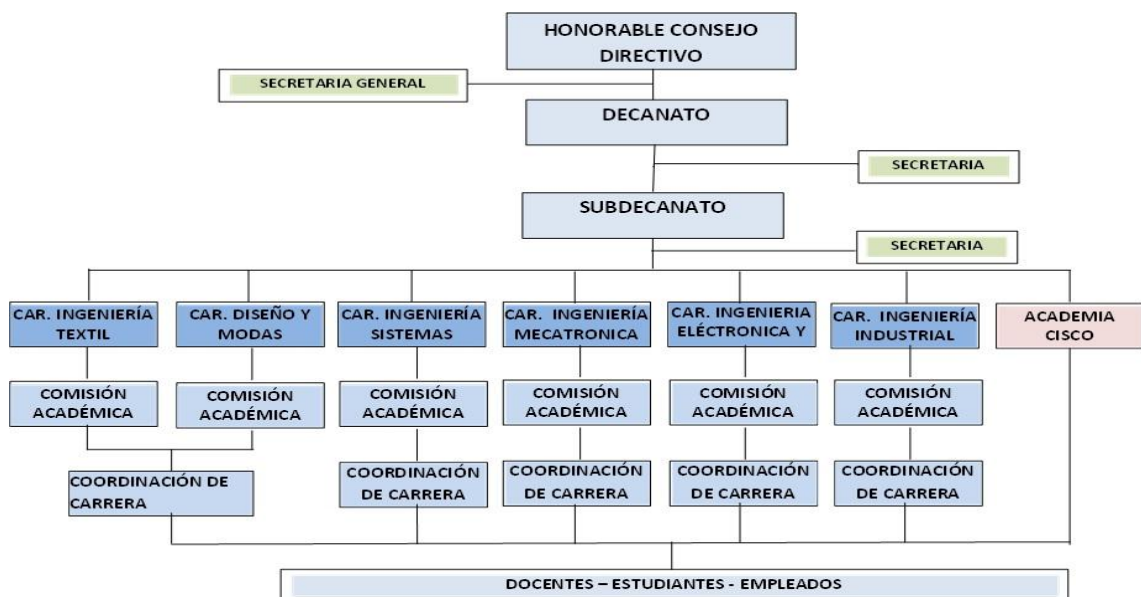 HONORABLE CONSEJO
DIRECTIVO
SECRETARIA GENERAL
DECANATO
SECRETARIA
SUBDECANATO
SECRETARIA
CAR. INGENIERÍA
TEXTIL
CAR. DISEÑO Y
MODAS
CAR. INGENIERÍA
SISTEMAS
CAR. INGENIERÍA
MECATRONICA
CAR. INGENIERIA
ELÉCTRONICA Y
CAR. INGENIERÍA
INDUSTRIAL
ACADEMIA
CISCO
COMISIÓN
ACADÉMICA
COMISIÓN
ACADÉMICA
COMISIÓN
ACADÉMICA
COMISIÓN
ACADÉMICA
COMISIÓN
ACADÉMICA
COMISIÓN
ACADÉMICA
COORDINACIÓN DE
CARRERA
COORDINACIÓN
DE CARRERA
COORDINACIÓN
DE CARRERA
COORDINACIÓN
DE CARRERA
COORDINACIÓN
DE CARRERA
DOCENTES – ESTUDIANTES - EMPLEADOS